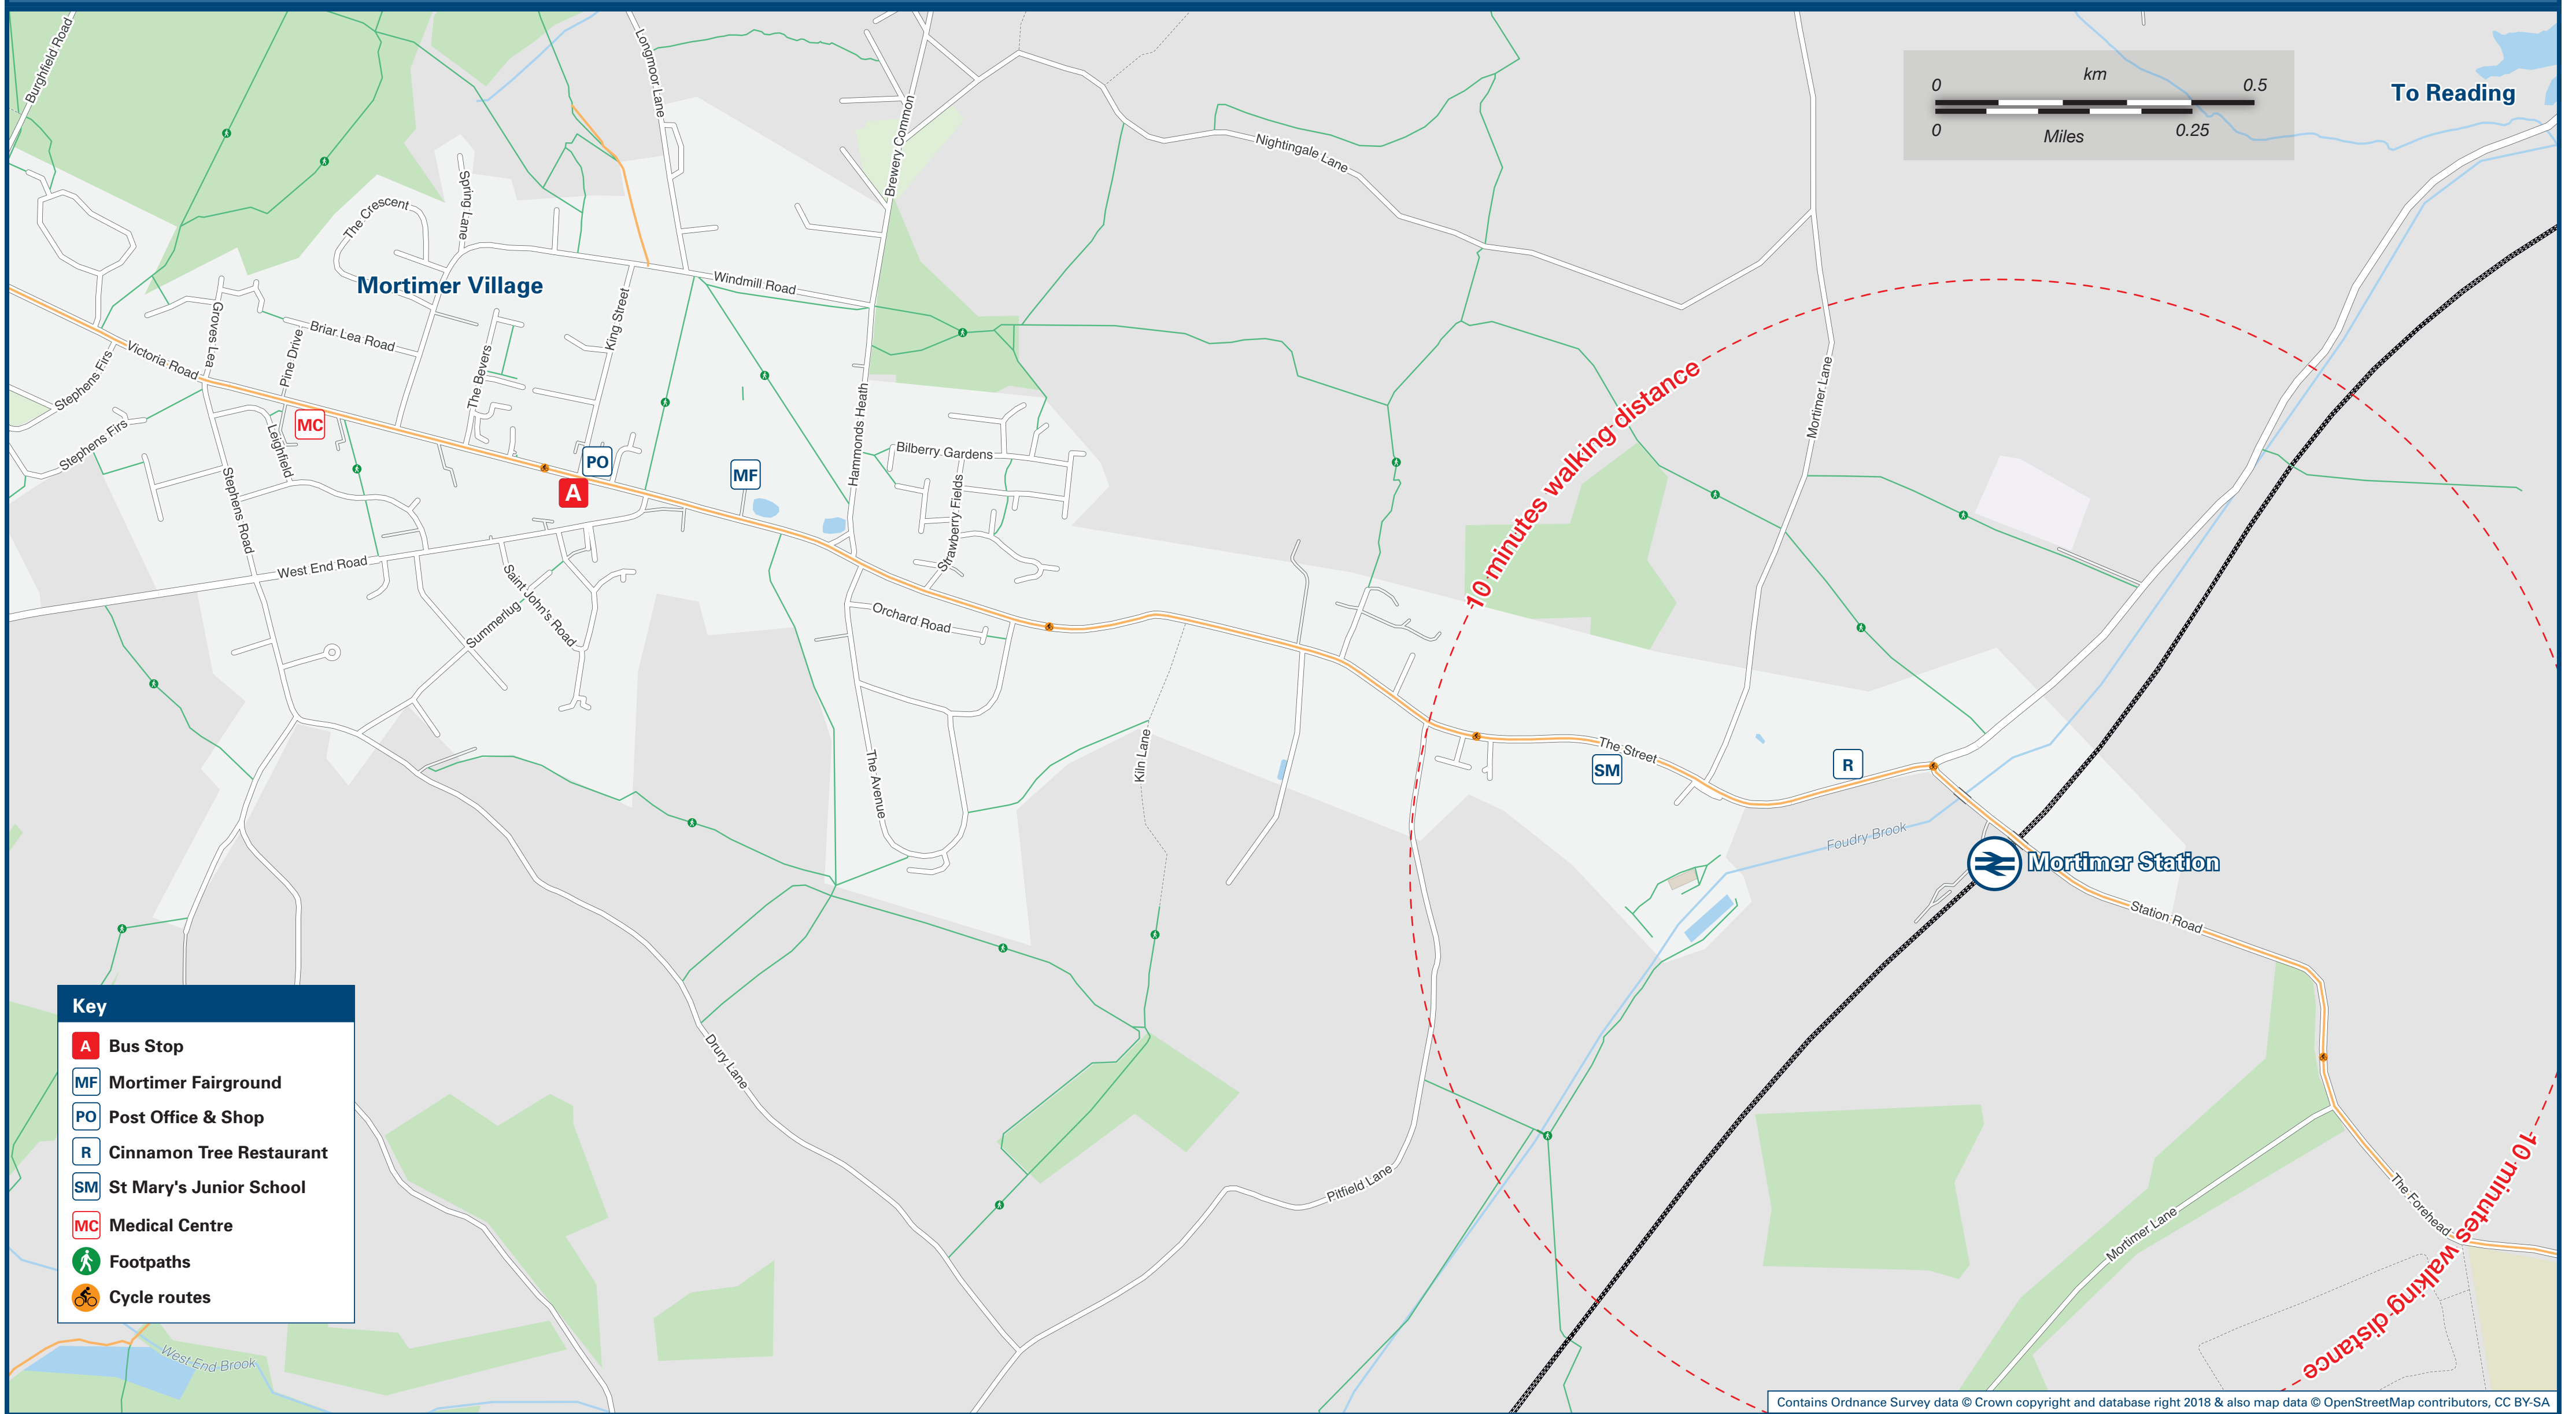 Burghfield Road
Longmoor Lane
Brewery Common
Nightingale Lane
0
km
0.5
0
Miles
0.25
To Reading
The Crescent
Spring Lane
Mortimer Village
Windmill Road
King Street
Groves Lea
Pine Drive
Briar Lea Road
The Bevers
Victoria Road
Stephens Firs
Stephens Firs
MC
Leighfield
PO
A
MF
Hammonds Heath
Bilberry Gardens
Strawberry Fields
10 minutes walking distance
Mortimer Lane
Stephens Road
West End Road
Saint John's Road
Summerlug
Orchard Road
The Avenue
Kiln Lane
The Street
SM
R
Foudry Brook
Mortimer Station
Station Road
Drury Lane
Pitfield Lane
Mortimer Lane
The Forehead
10 minutes walking distance
Key
A Bus Stop
MF Mortimer Fairground
PO Post Office & Shop
R Cinnamon Tree Restaurant
SM St Mary's Junior School
MC Medical Centre
Footpaths
Cycle routes
West End Brook
Contains Ordnance Survey data © Crown copyright and database right 2018 & also map data © OpenStreetMap contributors, CC BY-SA